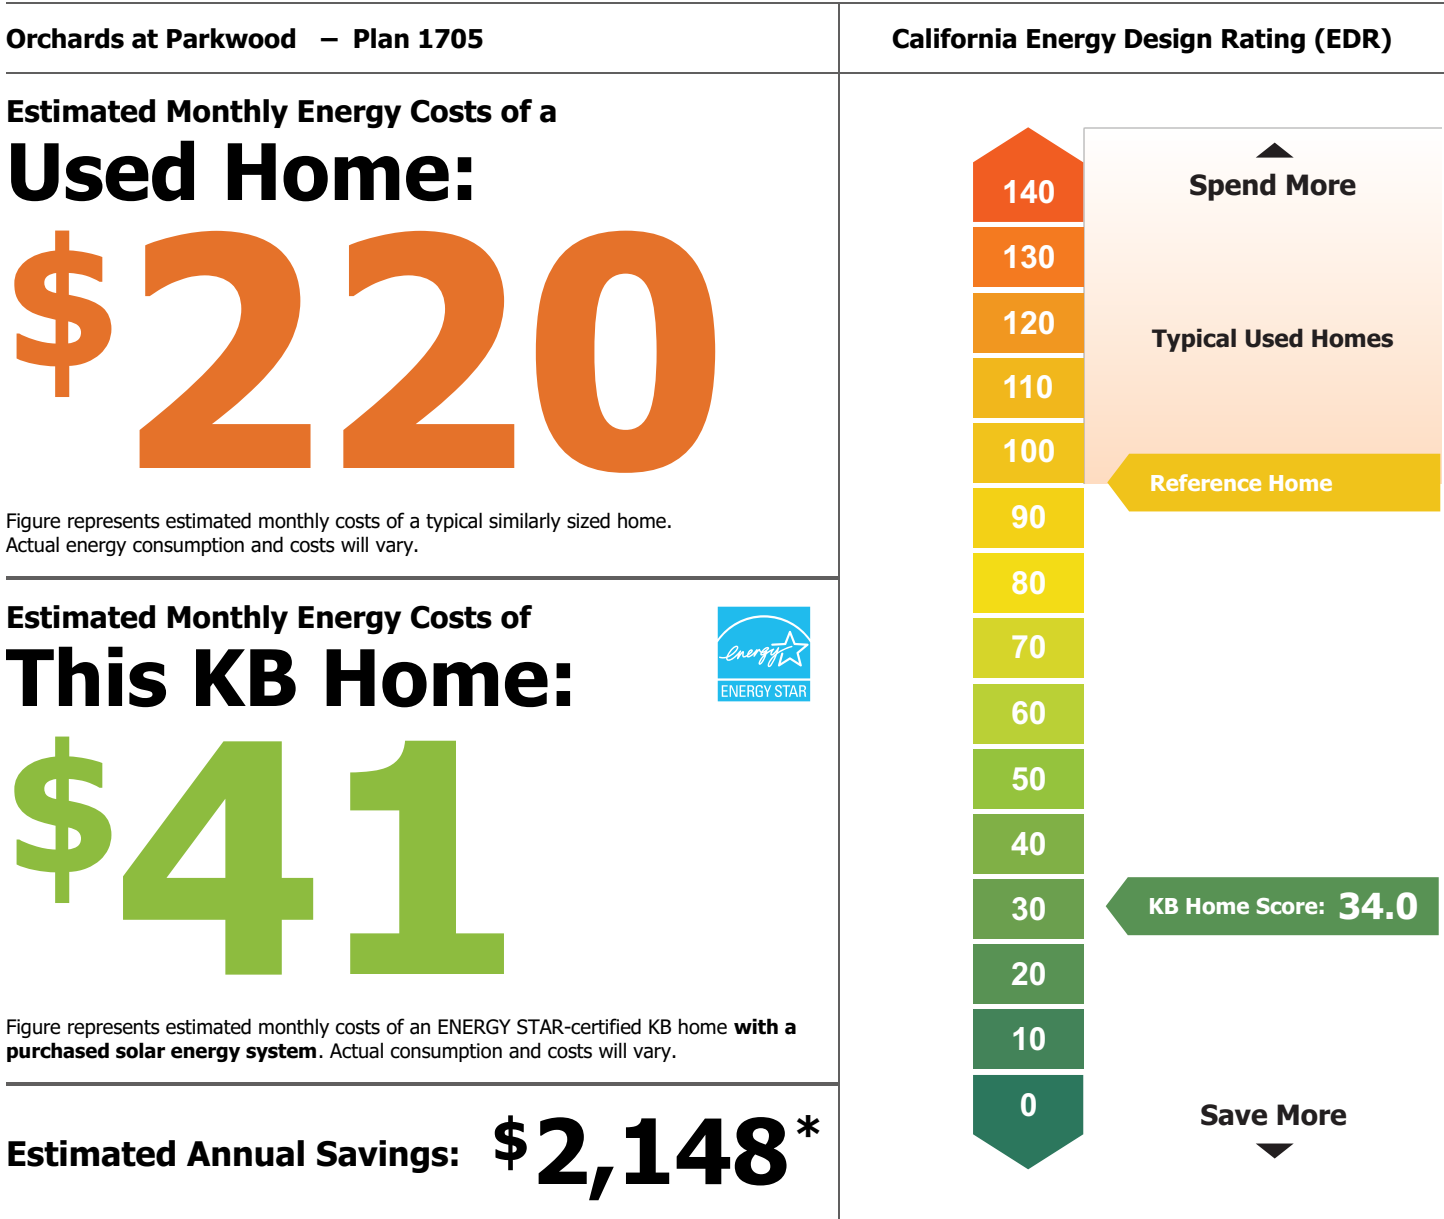 Orchards at Parkwood – Plan 1705
Estimated Monthly Energy Costs of a
Used Home:
$220
Figure represents estimated monthly costs of a typical similarly sized home.
Actual energy consumption and costs will vary.
Estimated Monthly Energy Costs of
This KB Home:
energy
ENERGY STAR
$41
Figure represents estimated monthly costs of an ENERGY STAR-certified KB home with a
purchased solar energy system. Actual consumption and costs will vary.
Estimated Annual Savings: $2,148*
California Energy Design Rating (EDR)
140
Spend More
130
120
Typical Used Homes
110
100
Reference Home
90
80
70
60
50
40
30
KB Home Score: 34.0
20
10
0
Save More